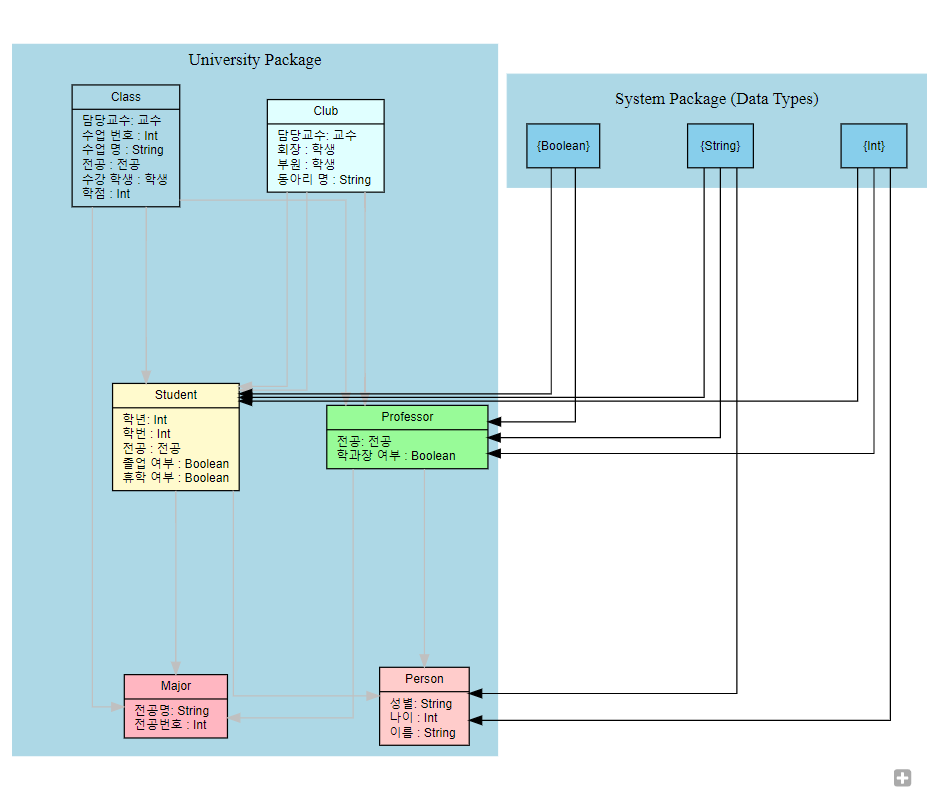 University Package
Class
담당교수: 교수
수업 번호 : Int
수업 명 : String
전공 : 전공
수강 학생 : 학생
학점 : Int
Club
담당교수: 교수
회장 : 학생
부원 : 학생
동아리 명 : String
System Package (Data Types)
{Boolean}
{String}
{Int}
Student
학년: Int
학번 : Int
전공 : 전공
졸업 여부 : Boolean
휴학 여부 : Boolean
Professor
전공: 전공
학과장 여부 : Boolean
Major
전공명: String
전공번호 : Int
Person
성별: String
나이 : Int
이름 : String